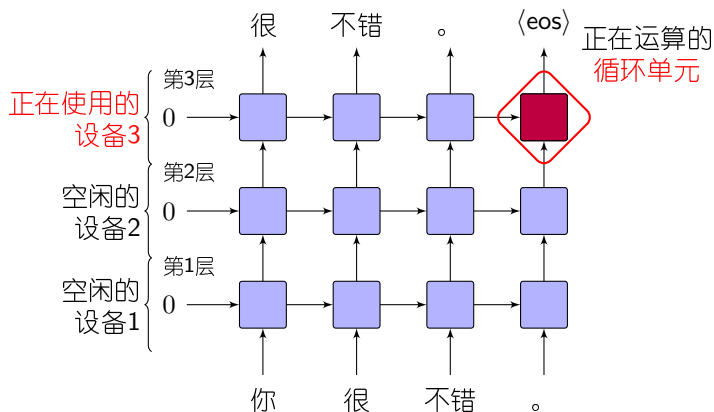 很 不错 。 ⟨eos⟩
正在运算的
循环单元
第3层
正在使用的
设备3
0
第2层
空闲的
设备2
0
第1层
空闲的
设备1
0
你 很 不错 。